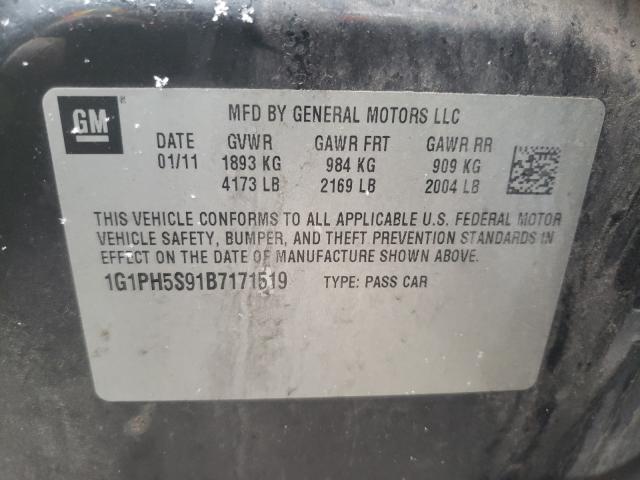 GM
MFD BY GENERAL MOTORS LLC
DATE GVWR GAWR FRT GAWR RR
01/11 1893 KG 984 KG 909 KG
4173 LB 2169 LB 2004 LB
THIS VEHICLE CONFORMS TO ALL APPLICABLE U.S. FEDERAL MOTOR
VEHICLE SAFETY, BUMPER, AND THEFT PREVENTION STANDARDS IN
EFFECT ON THE DATE OF MANUFACTURE SHOWN ABOVE.
1G1PH5S91B7171519 TYPE: PASS CAR